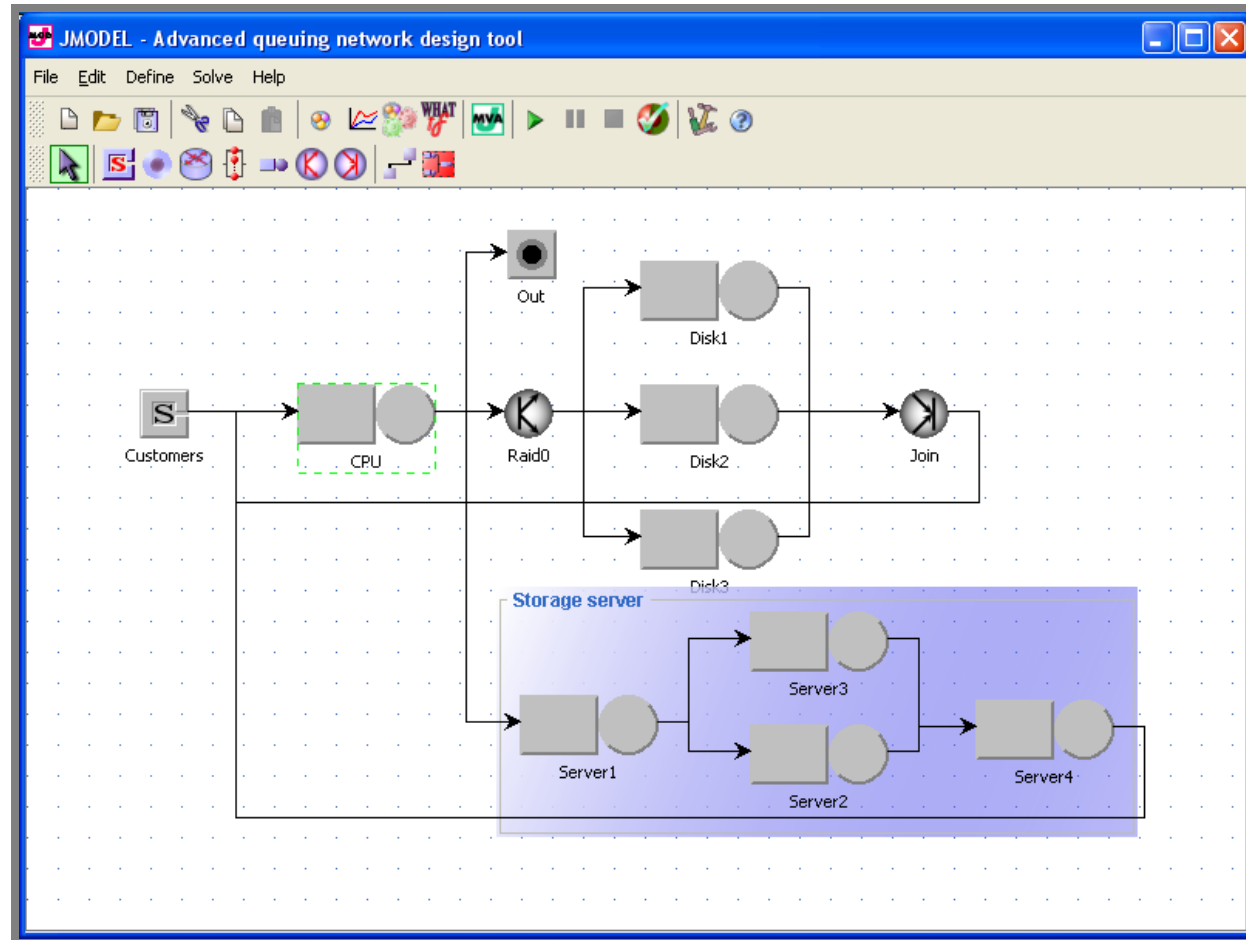 JMODEL - Advanced queuing network design tool
File Edit Define Solve Help
WHAT
IF
MVA
S
Out
Disk1
S
Customers
CPU
Raid0
Disk2
Join
Disk3
Storage server
Server3
Server1
Server4
Server2